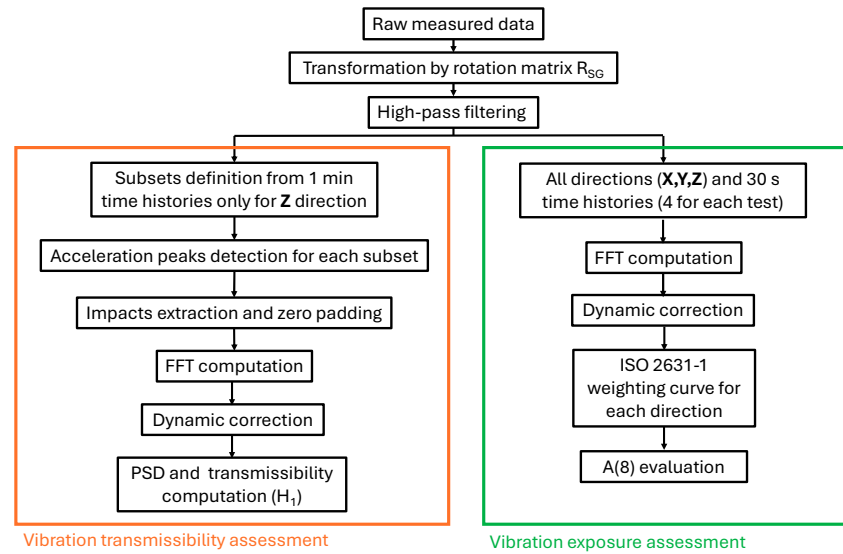 Raw measured data
Transformation by rotation matrix R_SG
High-pass filtering
Subsets definition from 1 min
time histories only for Z direction
Acceleration peaks detection for each subset
Impacts extraction and zero padding
FFT computation
Dynamic correction
PSD and transmissibility
computation (H₁)
Vibration transmissibility assessment
All directions (X,Y,Z) and 30 s
time histories (4 for each test)
FFT computation
Dynamic correction
ISO 2631-1
weighting curve for
each direction
A(8) evaluation
Vibration exposure assessment